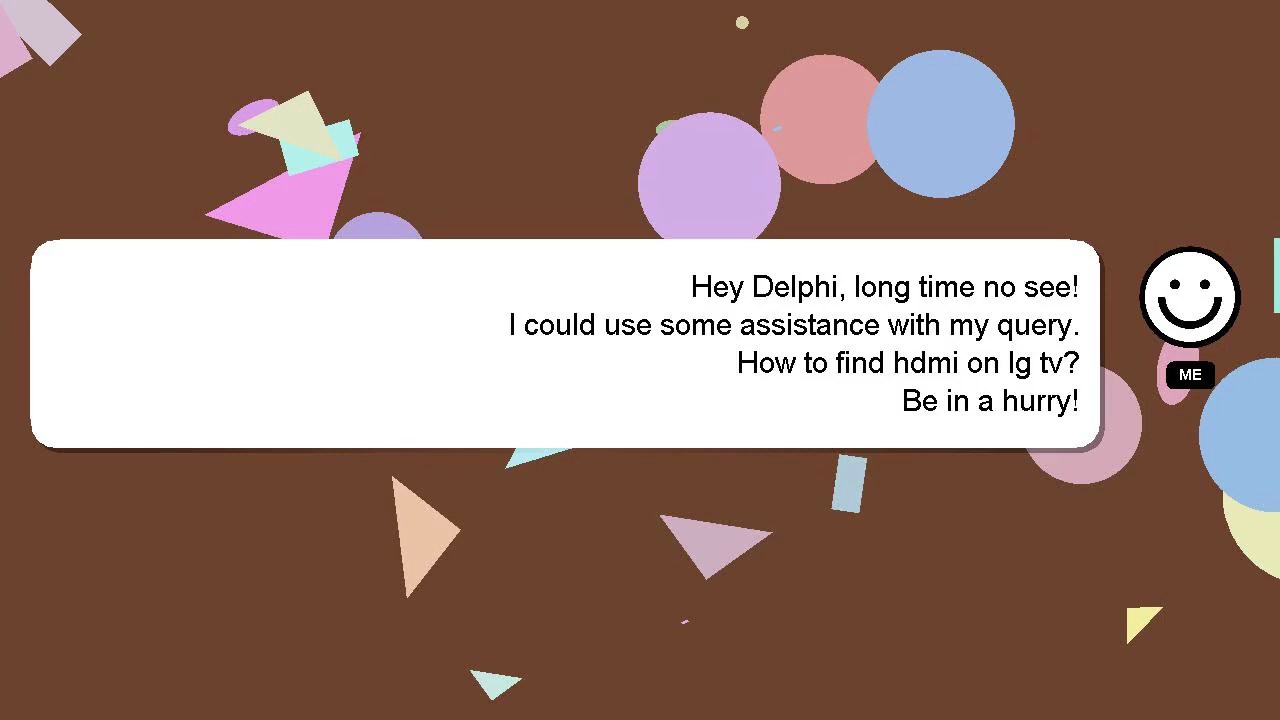 Hey Delphi, long time no see!
I could use some assistance with my query.
How to find hdmi on lg tv?
Be in a hurry!
ME